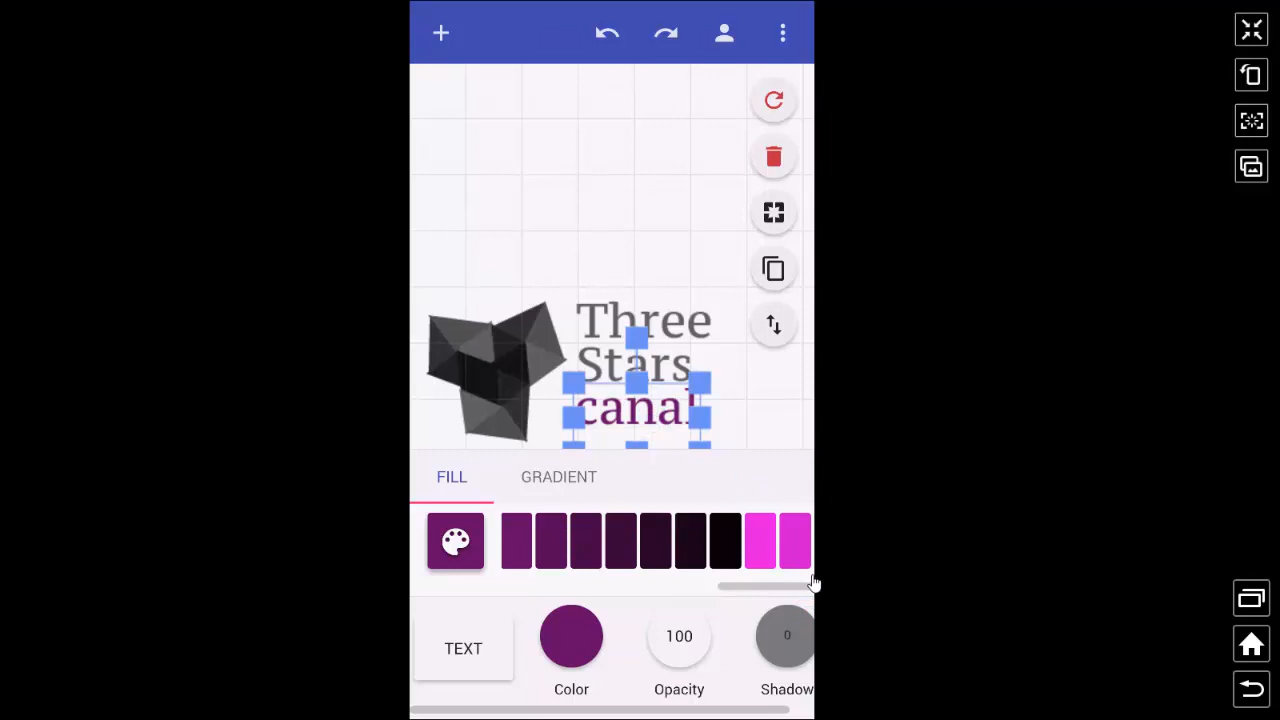 Three
Stars
canal
FILL GRADIENT
TEXT
100
0
Color
Opacity
Shadow